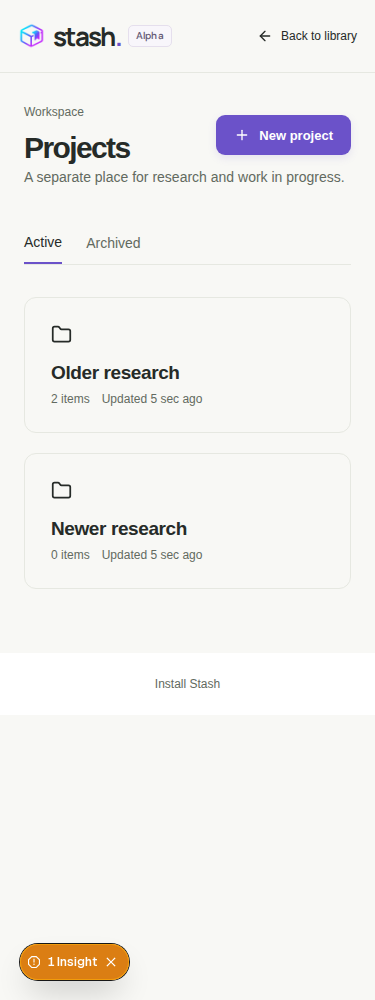 stash. Alpha
Back to library
Workspace
Projects
New project
A separate place for research and work in progress.
Active Archived
Older research
2 items Updated 5 sec ago
Newer research
0 items Updated 5 sec ago
Install Stash
1 Insight